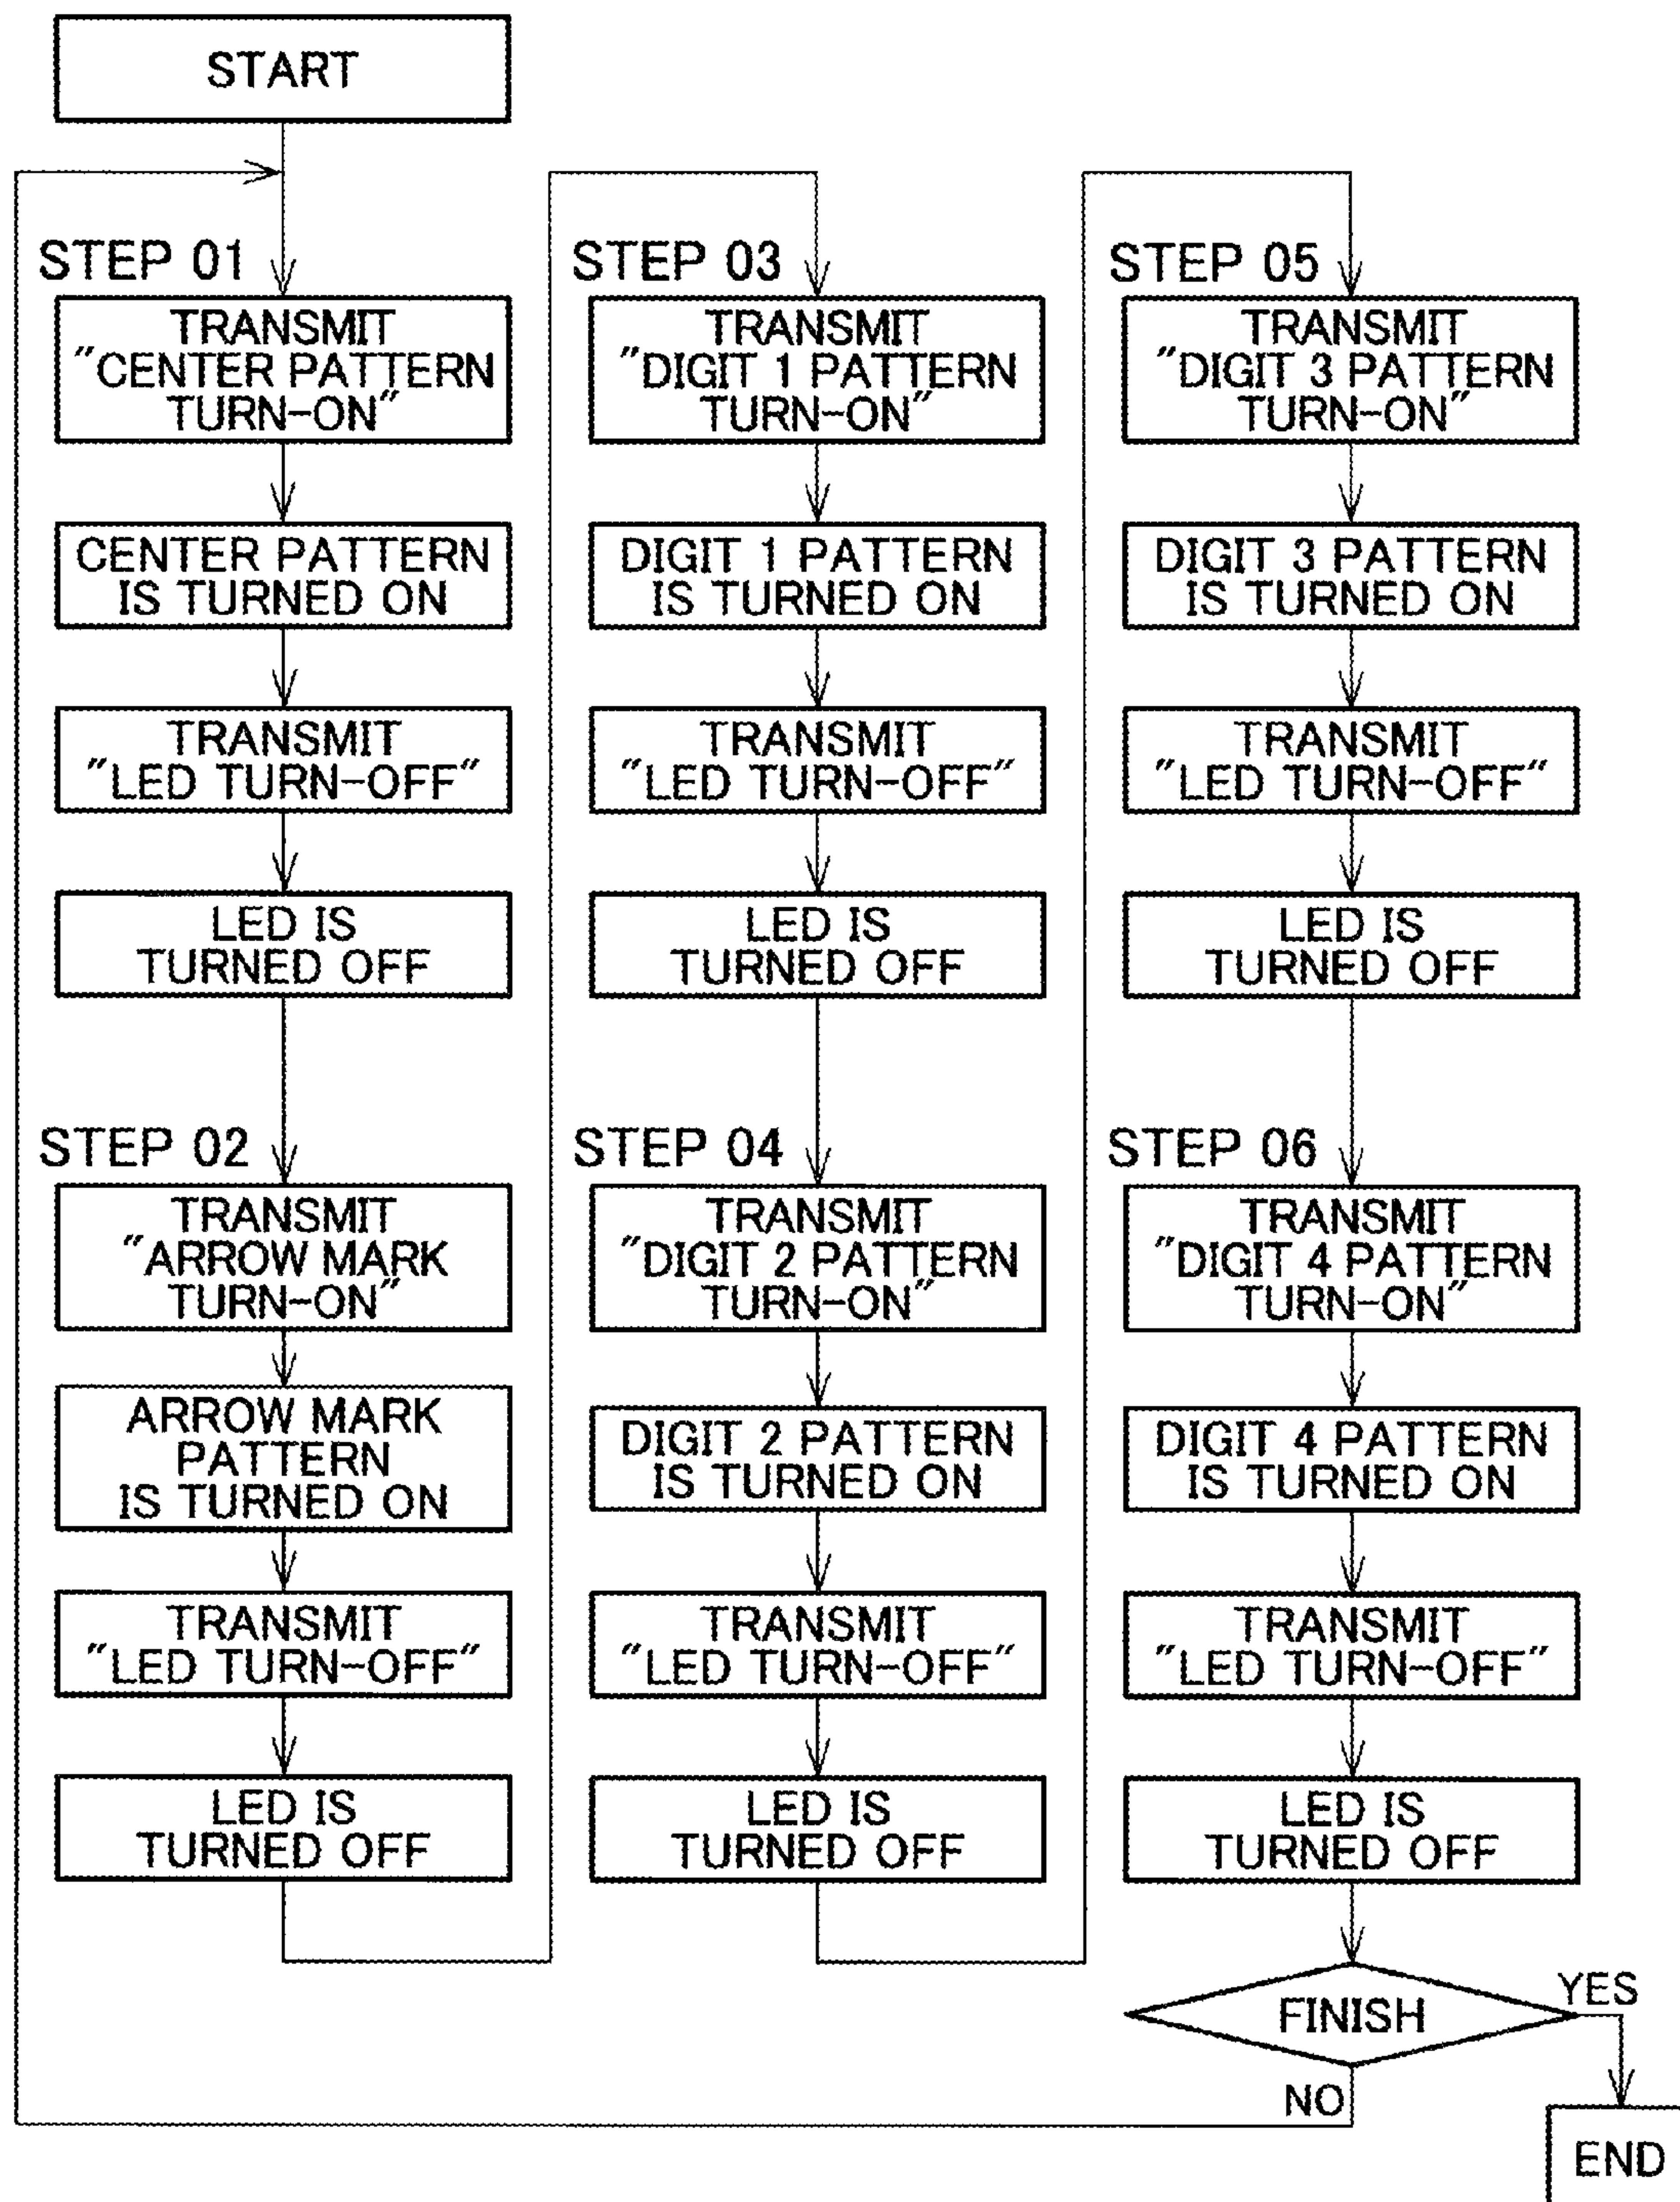 START
STEP 01
TRANSMIT
"CENTER PATTERN
TURN-ON"
CENTER PATTERN
IS TURNED ON
TRANSMIT
"LED TURN-OFF"
LED IS
TURNED OFF
STEP 02
TRANSMIT
"ARROW MARK
TURN-ON"
ARROW MARK
PATTERN
IS TURNED ON
TRANSMIT
"LED TURN-OFF"
LED IS
TURNED OFF
STEP 03
TRANSMIT
"DIGIT 1 PATTERN
TURN-ON"
DIGIT 1 PATTERN
IS TURNED ON
TRANSMIT
"LED TURN-OFF"
LED IS
TURNED OFF
STEP 04
TRANSMIT
"DIGIT 2 PATTERN
TURN-ON"
DIGIT 2 PATTERN
IS TURNED ON
TRANSMIT
"LED TURN-OFF"
LED IS
TURNED OFF
STEP 05
TRANSMIT
"DIGIT 3 PATTERN
TURN-ON"
DIGIT 3 PATTERN
IS TURNED ON
TRANSMIT
"LED TURN-OFF"
LED IS
TURNED OFF
STEP 06
TRANSMIT
"DIGIT 4 PATTERN
TURN-ON"
DIGIT 4 PATTERN
IS TURNED ON
TRANSMIT
"LED TURN-OFF"
LED IS
TURNED OFF
FINISH
YES
NO
END